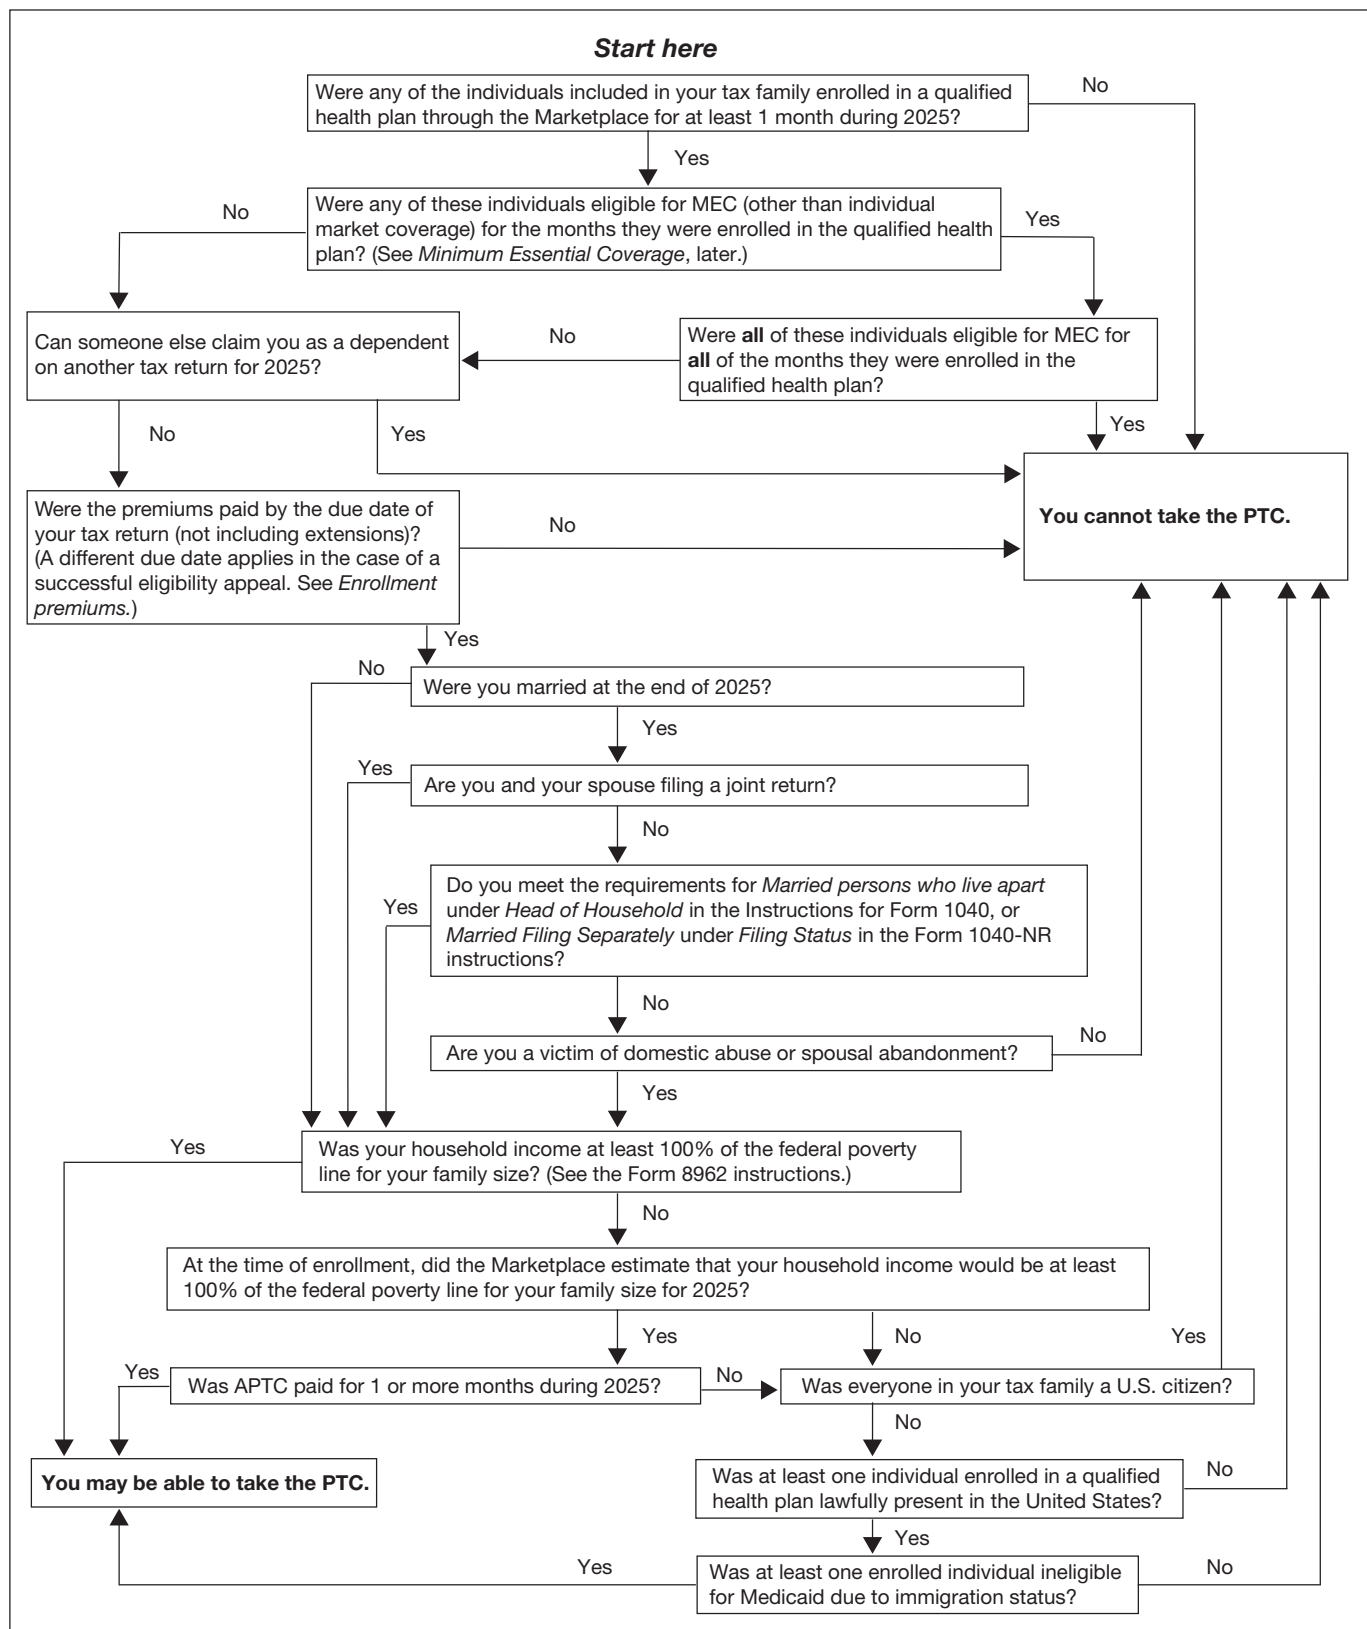 Start here
Were any of the individuals included in your tax family enrolled in a qualified
health plan through the Marketplace for at least 1 month during 2025?
No
Yes
Were any of these individuals eligible for MEC (other than individual
market coverage) for the months they were enrolled in the qualified health
plan? (See Minimum Essential Coverage, later.)
No
Yes
Can someone else claim you as a dependent
on another tax return for 2025?
No
Were all of these individuals eligible for MEC for
all of the months they were enrolled in the
qualified health plan?
No
Yes
Yes
You cannot take the PTC.
Were the premiums paid by the due date of
your tax return (not including extensions)?
(A different due date applies in the case of a
successful eligibility appeal. See Enrollment
premiums.)
No
Yes
No
Were you married at the end of 2025?
Yes
Yes
Are you and your spouse filing a joint return?
No
Do you meet the requirements for Married persons who live apart
under Head of Household in the Instructions for Form 1040, or
Married Filing Separately under Filing Status in the Form 1040-NR
instructions?
Yes
No
Are you a victim of domestic abuse or spousal abandonment?
No
Yes
Yes
Was your household income at least 100% of the federal poverty
line for your family size? (See the Form 8962 instructions.)
No
At the time of enrollment, did the Marketplace estimate that your household income would be at least
100% of the federal poverty line for your family size for 2025?
Yes
No
Yes
Yes
Was APTC paid for 1 or more months during 2025?
No
Was everyone in your tax family a U.S. citizen?
No
You may be able to take the PTC.
Was at least one individual enrolled in a qualified
health plan lawfully present in the United States?
No
Yes
Yes
Was at least one enrolled individual ineligible
for Medicaid due to immigration status?
No